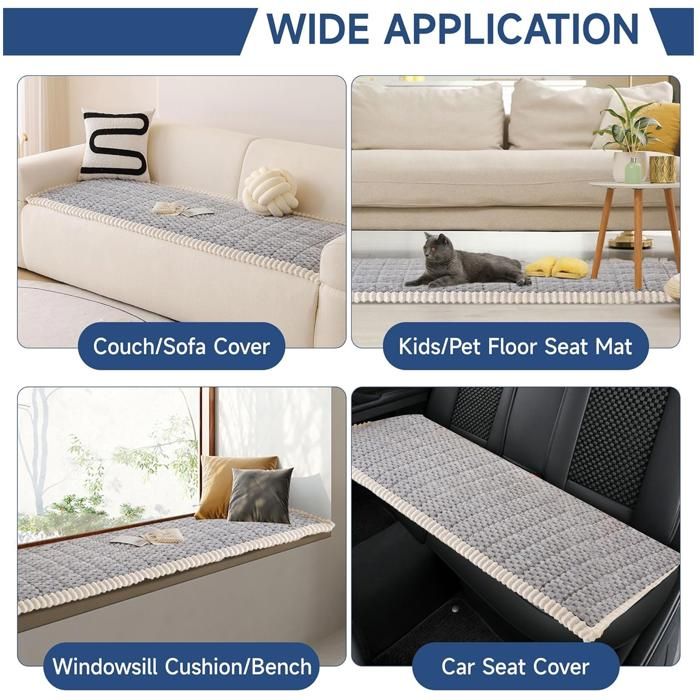 WIDE APPLICATION
Couch/Sofa Cover
Kids/Pet Floor Seat Mat
Windowsill Cushion/Bench
Car Seat Cover